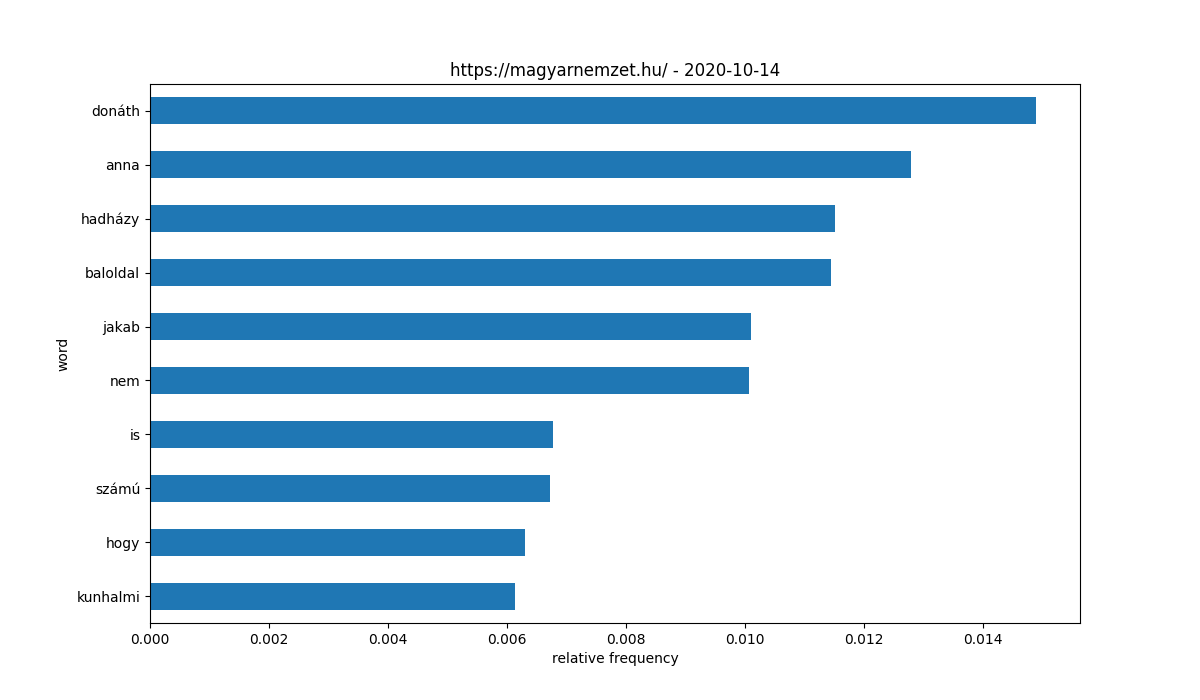 https://magyarnemzet.hu/ - 2020-10-14
donáth
anna
hadházy
baloldal
jakab
nem
is
számú
hogy
kunhalmi
word
0.000 0.002 0.004 0.006 0.008 0.010 0.012 0.014
relative frequency